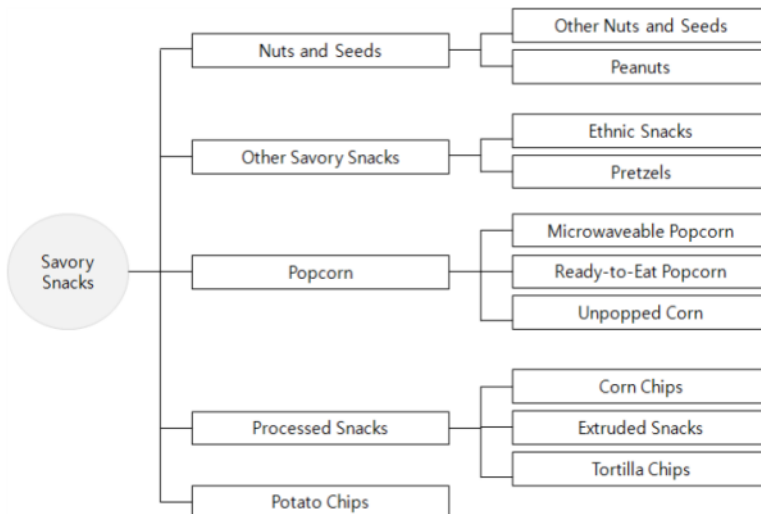 Savory
Snacks
Nuts and Seeds
Other Nuts and Seeds
Peanuts
Other Savory Snacks
Ethnic Snacks
Pretzels
Popcorn
Microwaveable Popcorn
Ready-to-Eat Popcorn
Unpopped Corn
Processed Snacks
Corn Chips
Extruded Snacks
Tortilla Chips
Potato Chips